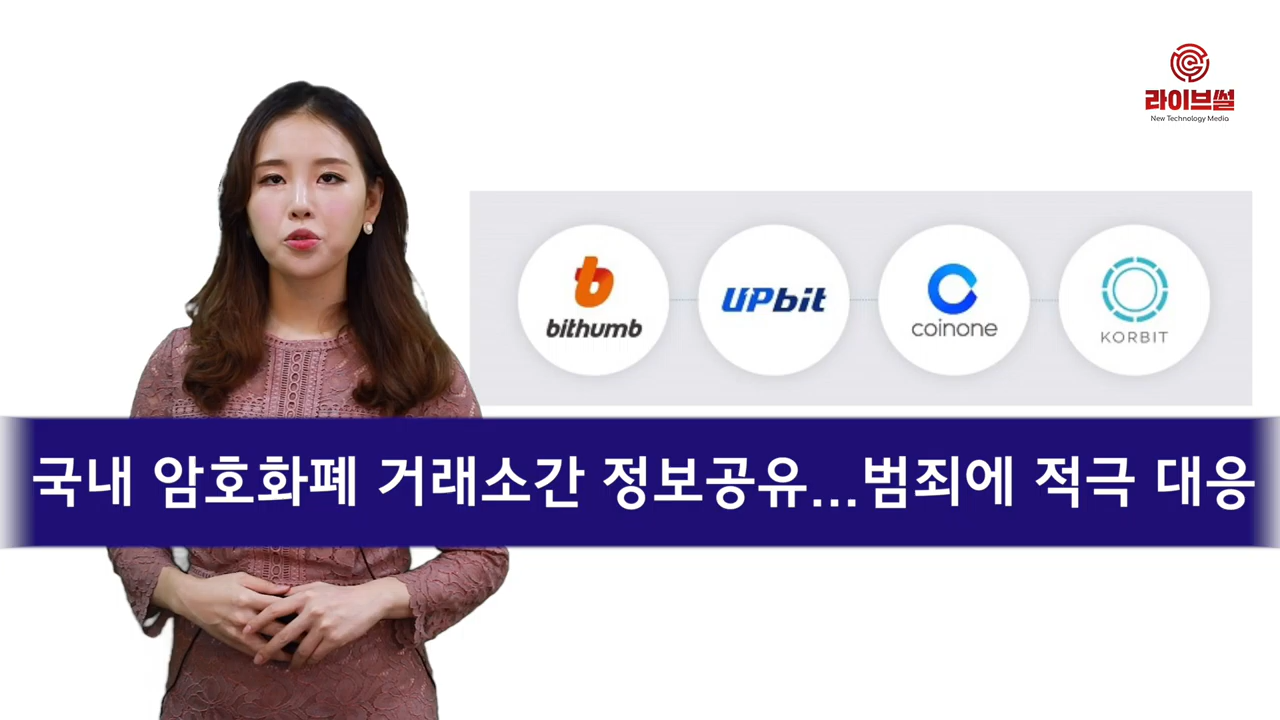 라이브썰
New Technology Media
bithumb
UPbit
coinone
KORBIT
국내 암호화폐 거래소간 정보공유...범죄에 적극 대응